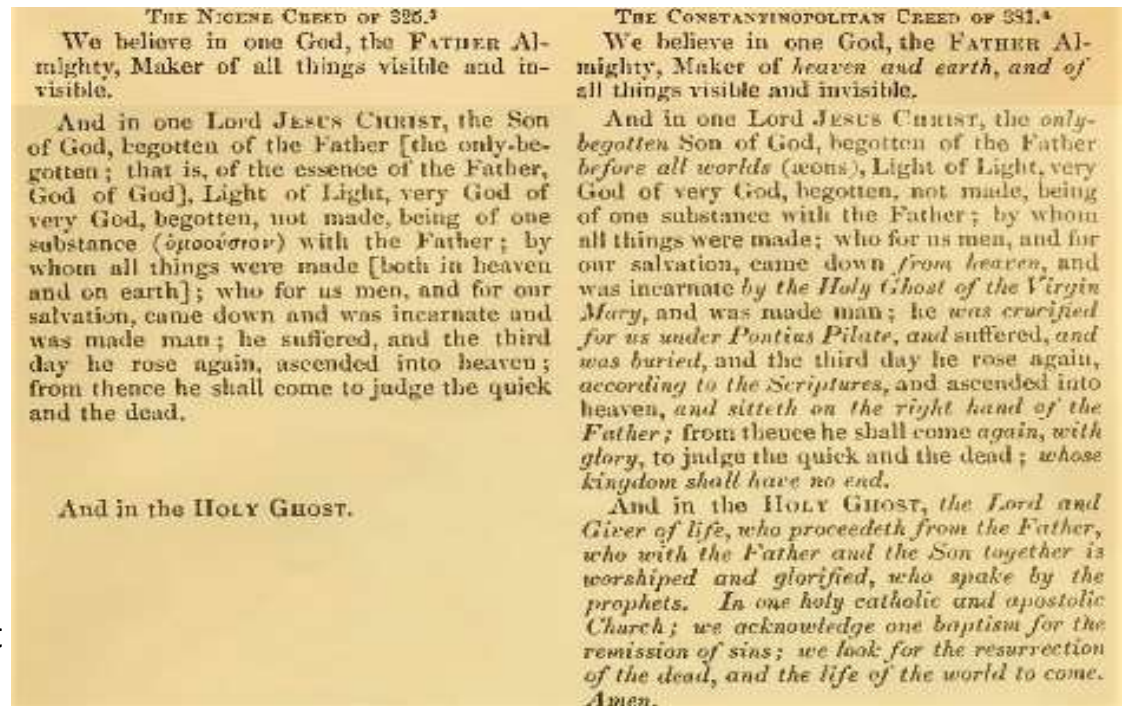 THE NICENE CREED OF 325.³
We believe in one God, the FATHER Al-
mighty, Maker of all things visible and in-
visible.
And in one Lord JESUS CHRIST, the Son
of God, begotten of the Father [the only-be-
gotten; that is, of the essence of the Father,
God of God], Light of Light, very God of
very God, begotten, not made, being of one
substance (ὁμοούσιον) with the Father; by
whom all things were made [both in heaven
and on earth]; who for us men, and for our
salvation, came down and was incarnate and
was made man; he suffered, and the third
day he rose again, ascended into heaven;
from thence he shall come to judge the quick
and the dead.
And in the HOLY GHOST.
THE CONSTANTINOPOLITAN CREED OF 381.⁴
We believe in one God, the FATHER Al-
mighty, Maker of heaven and earth, and of
all things visible and invisible.
And in one Lord JESUS CHRIST, the only-
begotten Son of God, begotten of the Father
before all worlds (æons), Light of Light, very
God of very God, begotten, not made, being
of one substance with the Father; by whom
all things were made; who for us men, and for
our salvation, came down from heaven, and
was incarnate by the Holy Ghost of the Virgin
Mary, and was made man; he was crucified
for us under Pontius Pilate, and suffered, and
was buried, and the third day he rose again,
according to the Scriptures, and ascended into
heaven, and sitteth on the right hand of the
Father; from thence he shall come again, with
glory, to judge the quick and the dead; whose
kingdom shall have no end.
And in the HOLY GHOST, the Lord and
Giver of life, who proceedeth from the Father,
who with the Father and the Son together is
worshiped and glorified, who spake by the
prophets. In one holy catholic and apostolic
Church; we acknowledge one baptism for the
remission of sins; we look for the resurrection
of the dead, and the life of the world to come.
Amen.